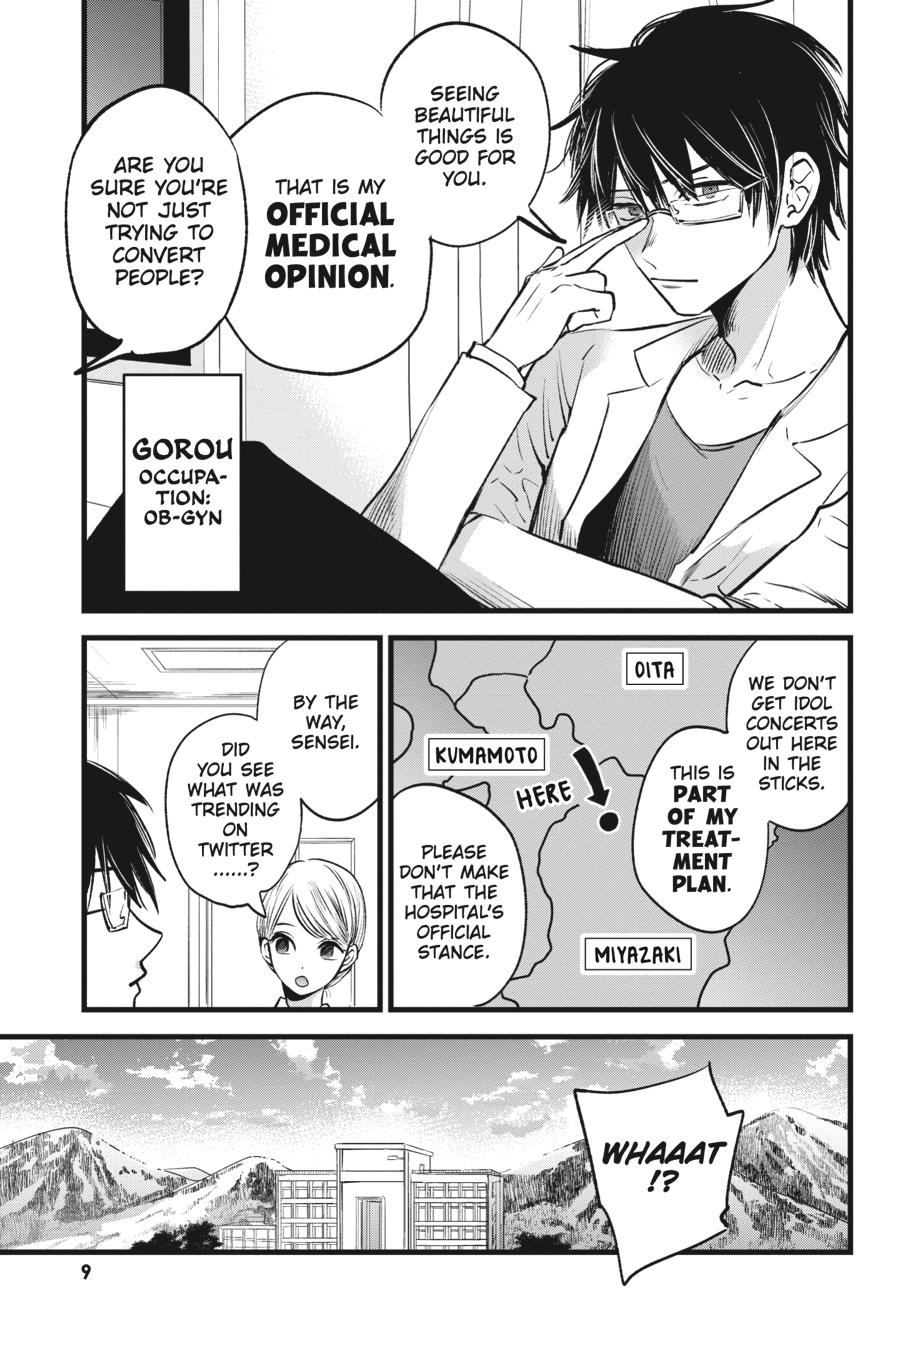 SEEING
BEAUTIFUL
THINGS IS
GOOD FOR
YOU.
THAT IS MY
OFFICIAL
MEDICAL
OPINION.
ARE YOU
SURE YOU'RE
NOT JUST
TRYING TO
CONVERT
PEOPLE?
GOROU
OCCUPA-
TION:
OB-GYN
WE DON'T
GET IDOL
CONCERTS
OUT HERE
IN THE
STICKS.
THIS IS
PART
OF MY
TREAT-
MENT
PLAN.
OITA
KUMAMOTO
HERE
MIYAZAKI
PLEASE
DON'T MAKE
THAT THE
HOSPITAL'S
OFFICIAL
STANCE.
BY THE
WAY,
SENSEI.
DID
YOU SEE
WHAT WAS
TRENDING
ON
TWITTER
......?
WHAAAT
!?
9